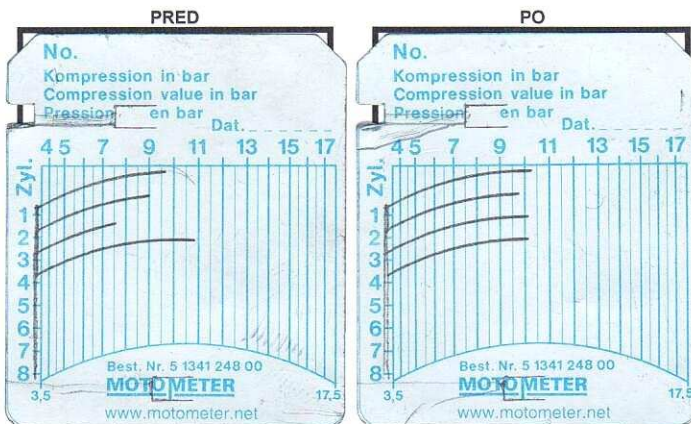 PRED
No.
Kompression in bar
Compression value in bar
Pression en bar
Dat.
4 5 7 9 11 13 15 17
Zyl.
1
2
3
4
5
6
7
8
3,5
17,5
Best. Nr. 5 1341 248 00
MOTOMETER
www.motometer.net
PO
No.
Kompression in bar
Compression value in bar
Pression en bar
Dat.
4 5 7 9 11 13 15 17
Zyl.
1
2
3
4
5
6
7
8
3,5
17,5
Best. Nr. 5 1341 248 00
MOTOMETER
www.motometer.net